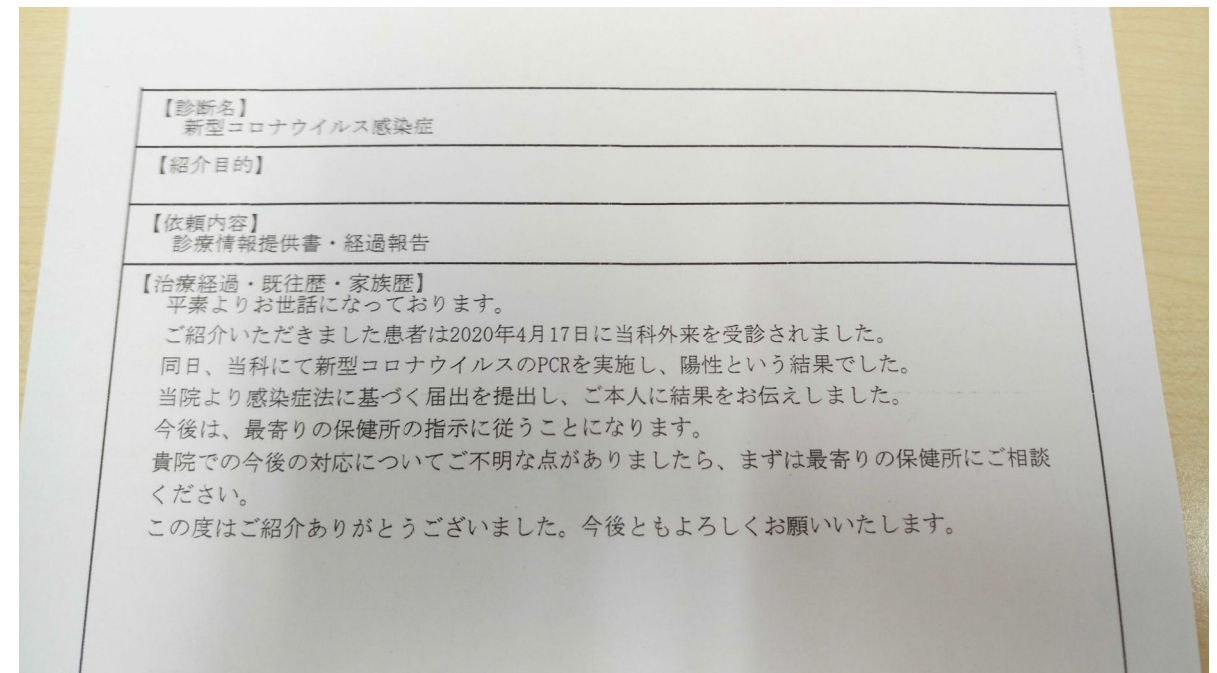 【診断名】
新型コロナウイルス感染症
【紹介目的】
【依頼内容】
診療情報提供書・経過報告
【治療経過・既往歴・家族歴】
平素よりお世話になっております。
ご紹介いただきました患者は2020年4月17日に当科外来を受診されました。
同日、当科にて新型コロナウイルスのPCRを実施し、陽性という結果でした。
当院より感染症法に基づく届出を提出し、ご本人に結果をお伝えしました。
今後は、最寄りの保健所の指示に従うことになります。
貴院での今後の対応についてご不明な点がありましたら、まずは最寄りの保健所にご相談
ください。
この度はご紹介ありがとうございました。今後ともよろしくお願いいたします。